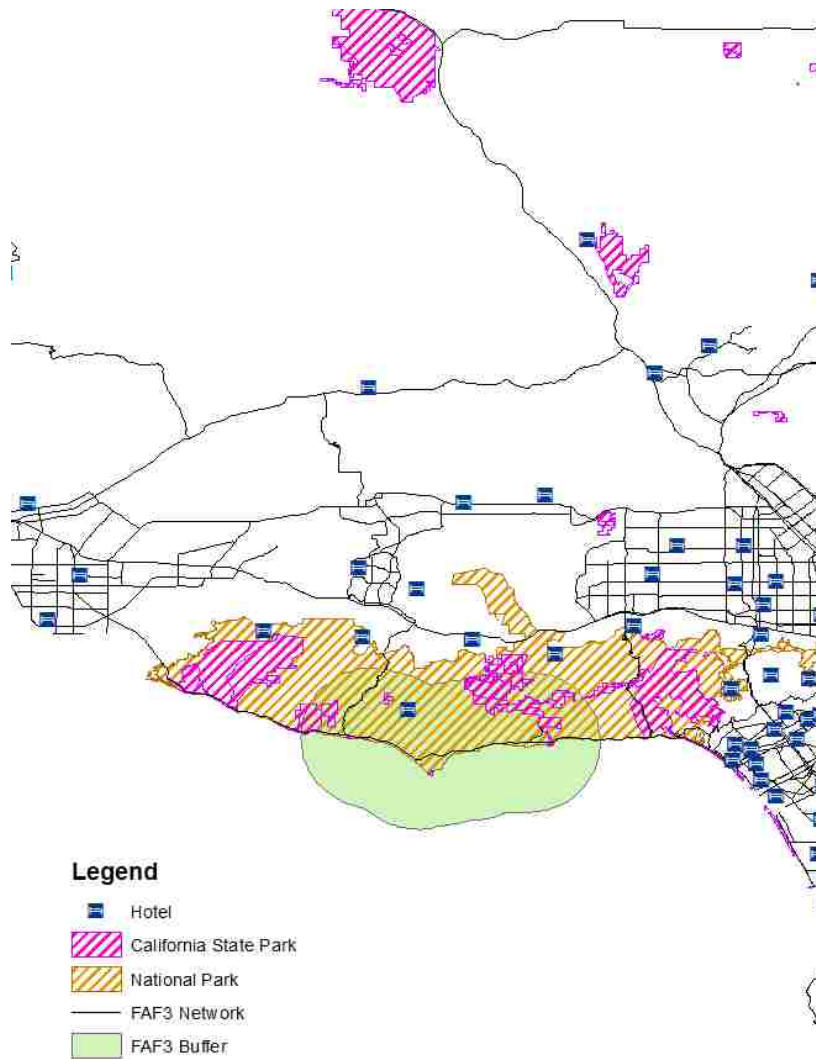 Legend
Hotel
California State Park
National Park
FAF3 Network
FAF3 Buffer